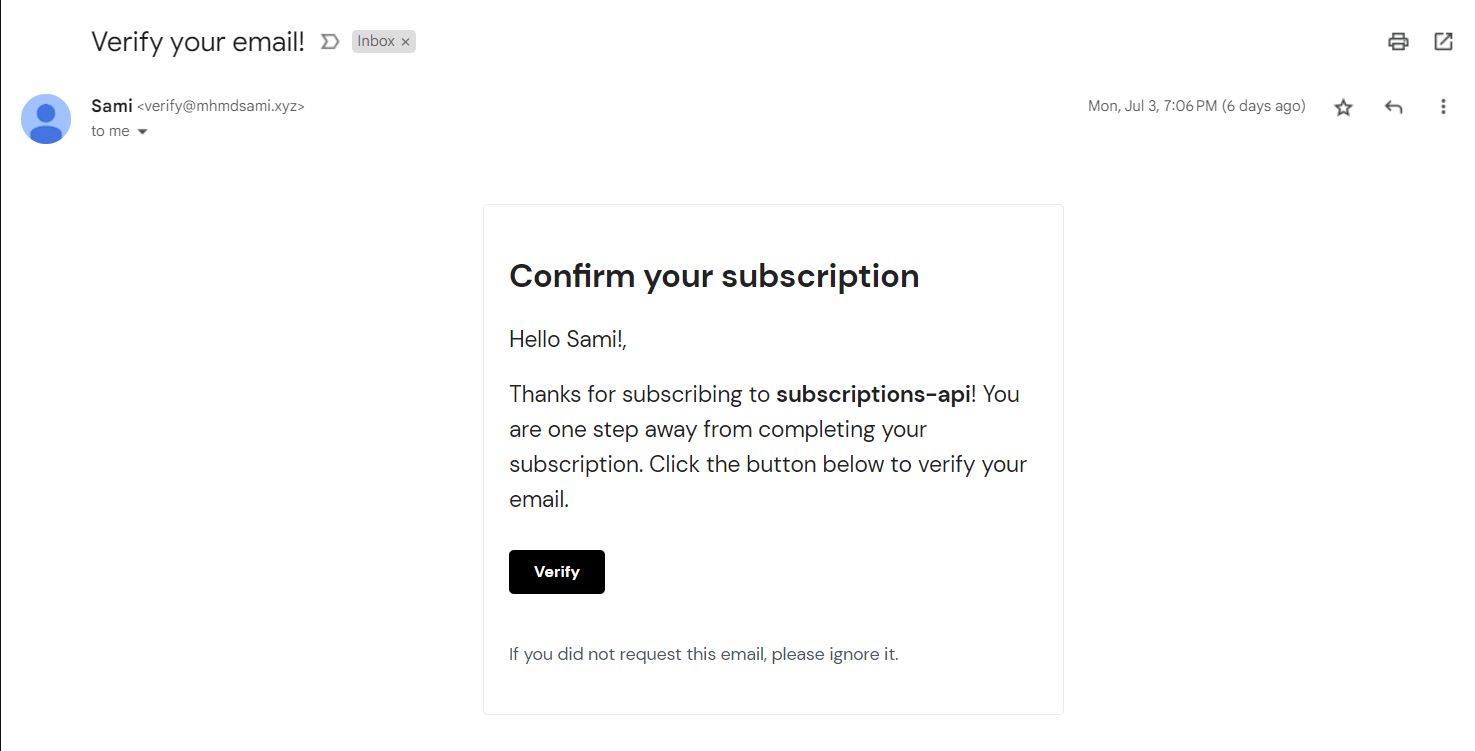 Verify your email! Inbox ×
Sami <verify@mhmdsami.xyz> Mon, Jul 3, 7:06 PM (6 days ago)
to me
Confirm your subscription
Hello Sami!,
Thanks for subscribing to subscriptions-api! You
are one step away from completing your
subscription. Click the button below to verify your
email.
Verify
If you did not request this email, please ignore it.